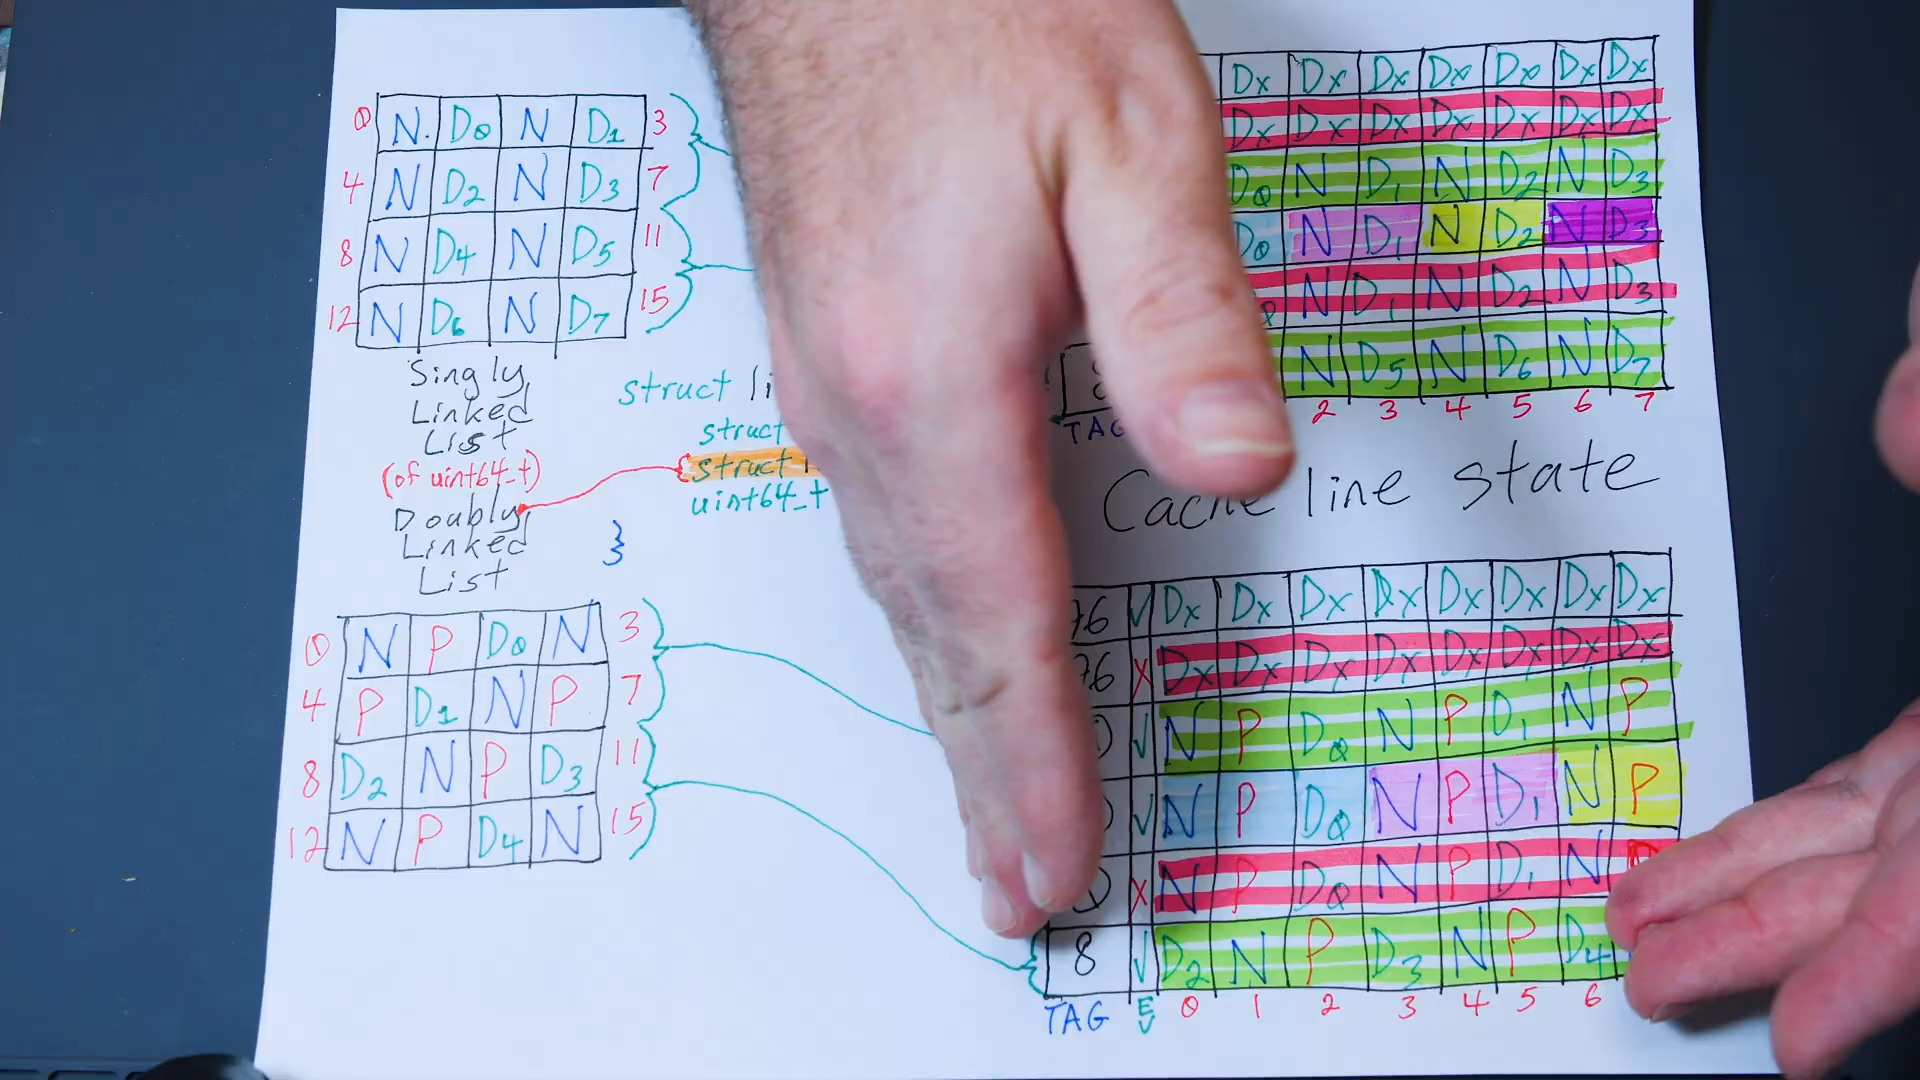 0 N D0 N D1 3
4 N D2 N D3 7
8 N D4 N D5 11
12 N D6 N D7 15
Singly
Linked
List
(of uint64_t)
Doubly
Linked
List
struct
struct
struct
uint64_t
}
0 N P D0 N 3
4 P D1 N P 7
8 D2 N P D3 11
12 N P D4 N 15
Dx Dx Dx Dx Dx Dx Dx
Dx Dx Dx Dx Dx Dx Dx
D0 N D1 N D2 N D3
D0 N D1 N D2 N D3
N D1 N D2 N D3
N D5 N D6 N D7
2 3 4 5 6 7
Cache line state
76 ✓ Dx Dx Dx Dx Dx Dx Dx Dx
76 X Dx Dx Dx Dx Dx Dx Dx Dx
✓ N P D0 N P D1 N P
✓ N P D0 N P D1 N P
X N P D0 N P D1 N
8 ✓ D2 N P D3 N P D4
TAG EV 0 1 2 3 4 5 6